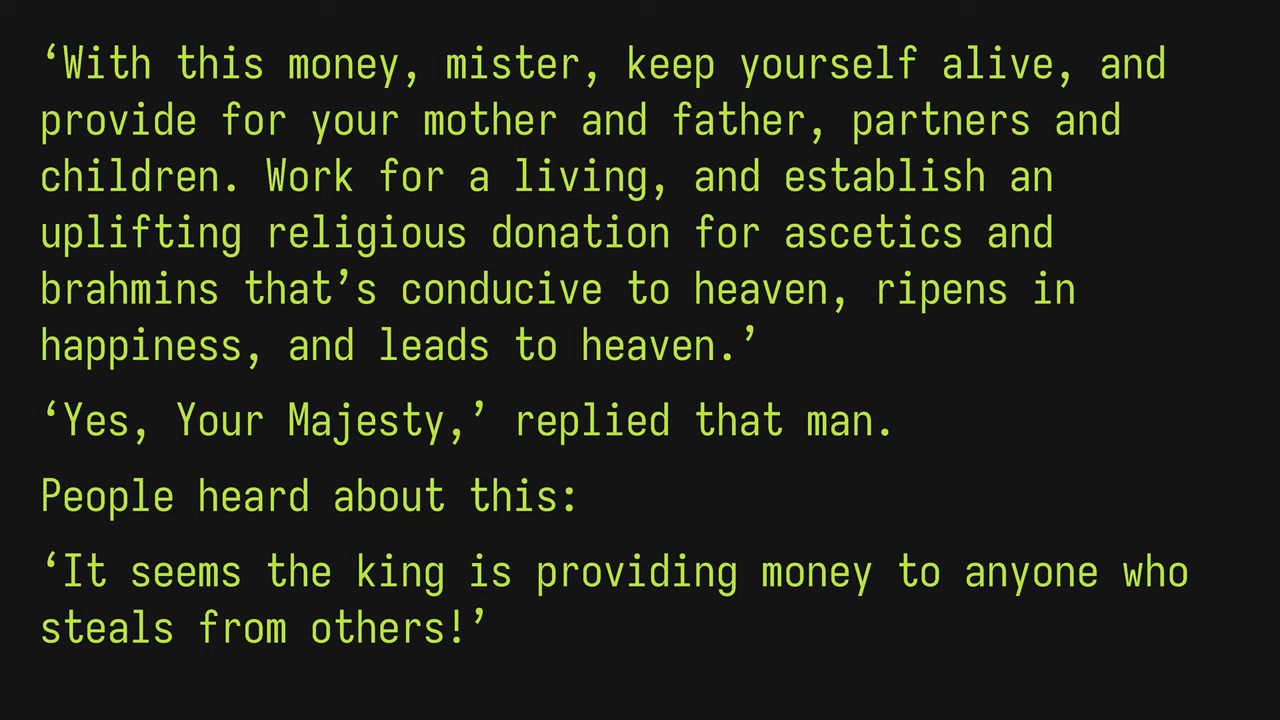 ‘With this money, mister, keep yourself alive, and
provide for your mother and father, partners and
children. Work for a living, and establish an
uplifting religious donation for ascetics and
brahmins that’s conducive to heaven, ripens in
happiness, and leads to heaven.’
‘Yes, Your Majesty,’ replied that man.
People heard about this:
‘It seems the king is providing money to anyone who
steals from others!’